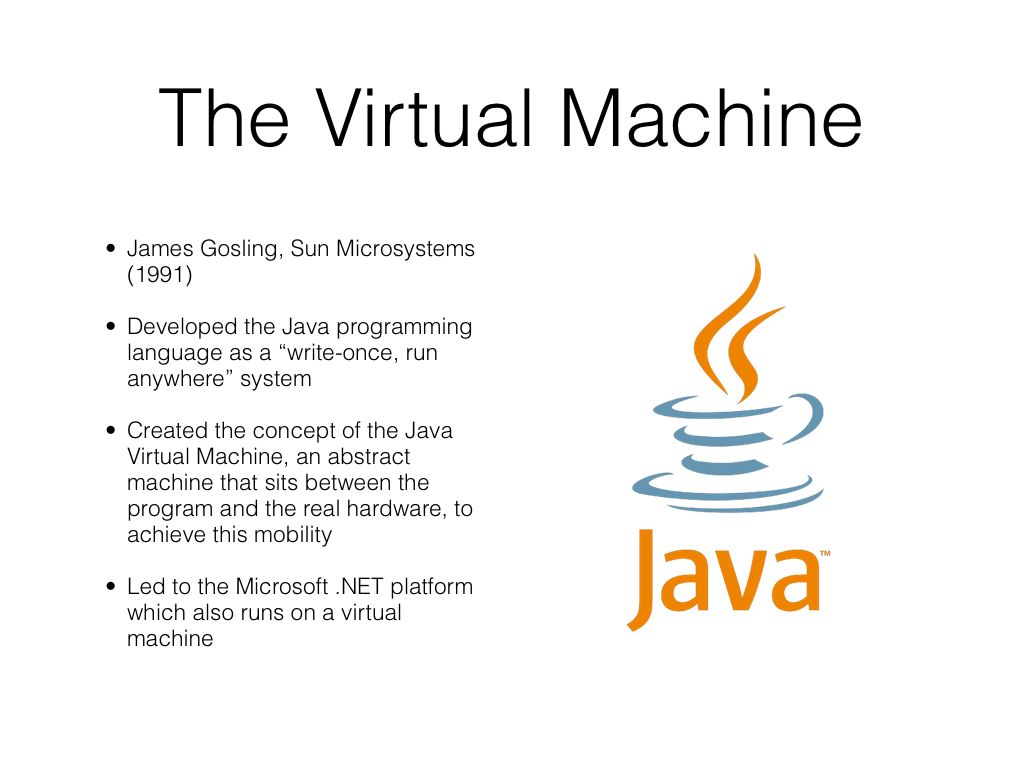 The Virtual Machine
• James Gosling, Sun Microsystems
(1991)
• Developed the Java programming
language as a “write-once, run
anywhere” system
• Created the concept of the Java
Virtual Machine, an abstract
machine that sits between the
program and the real hardware, to
achieve this mobility
• Led to the Microsoft .NET platform
which also runs on a virtual
machine
Java™